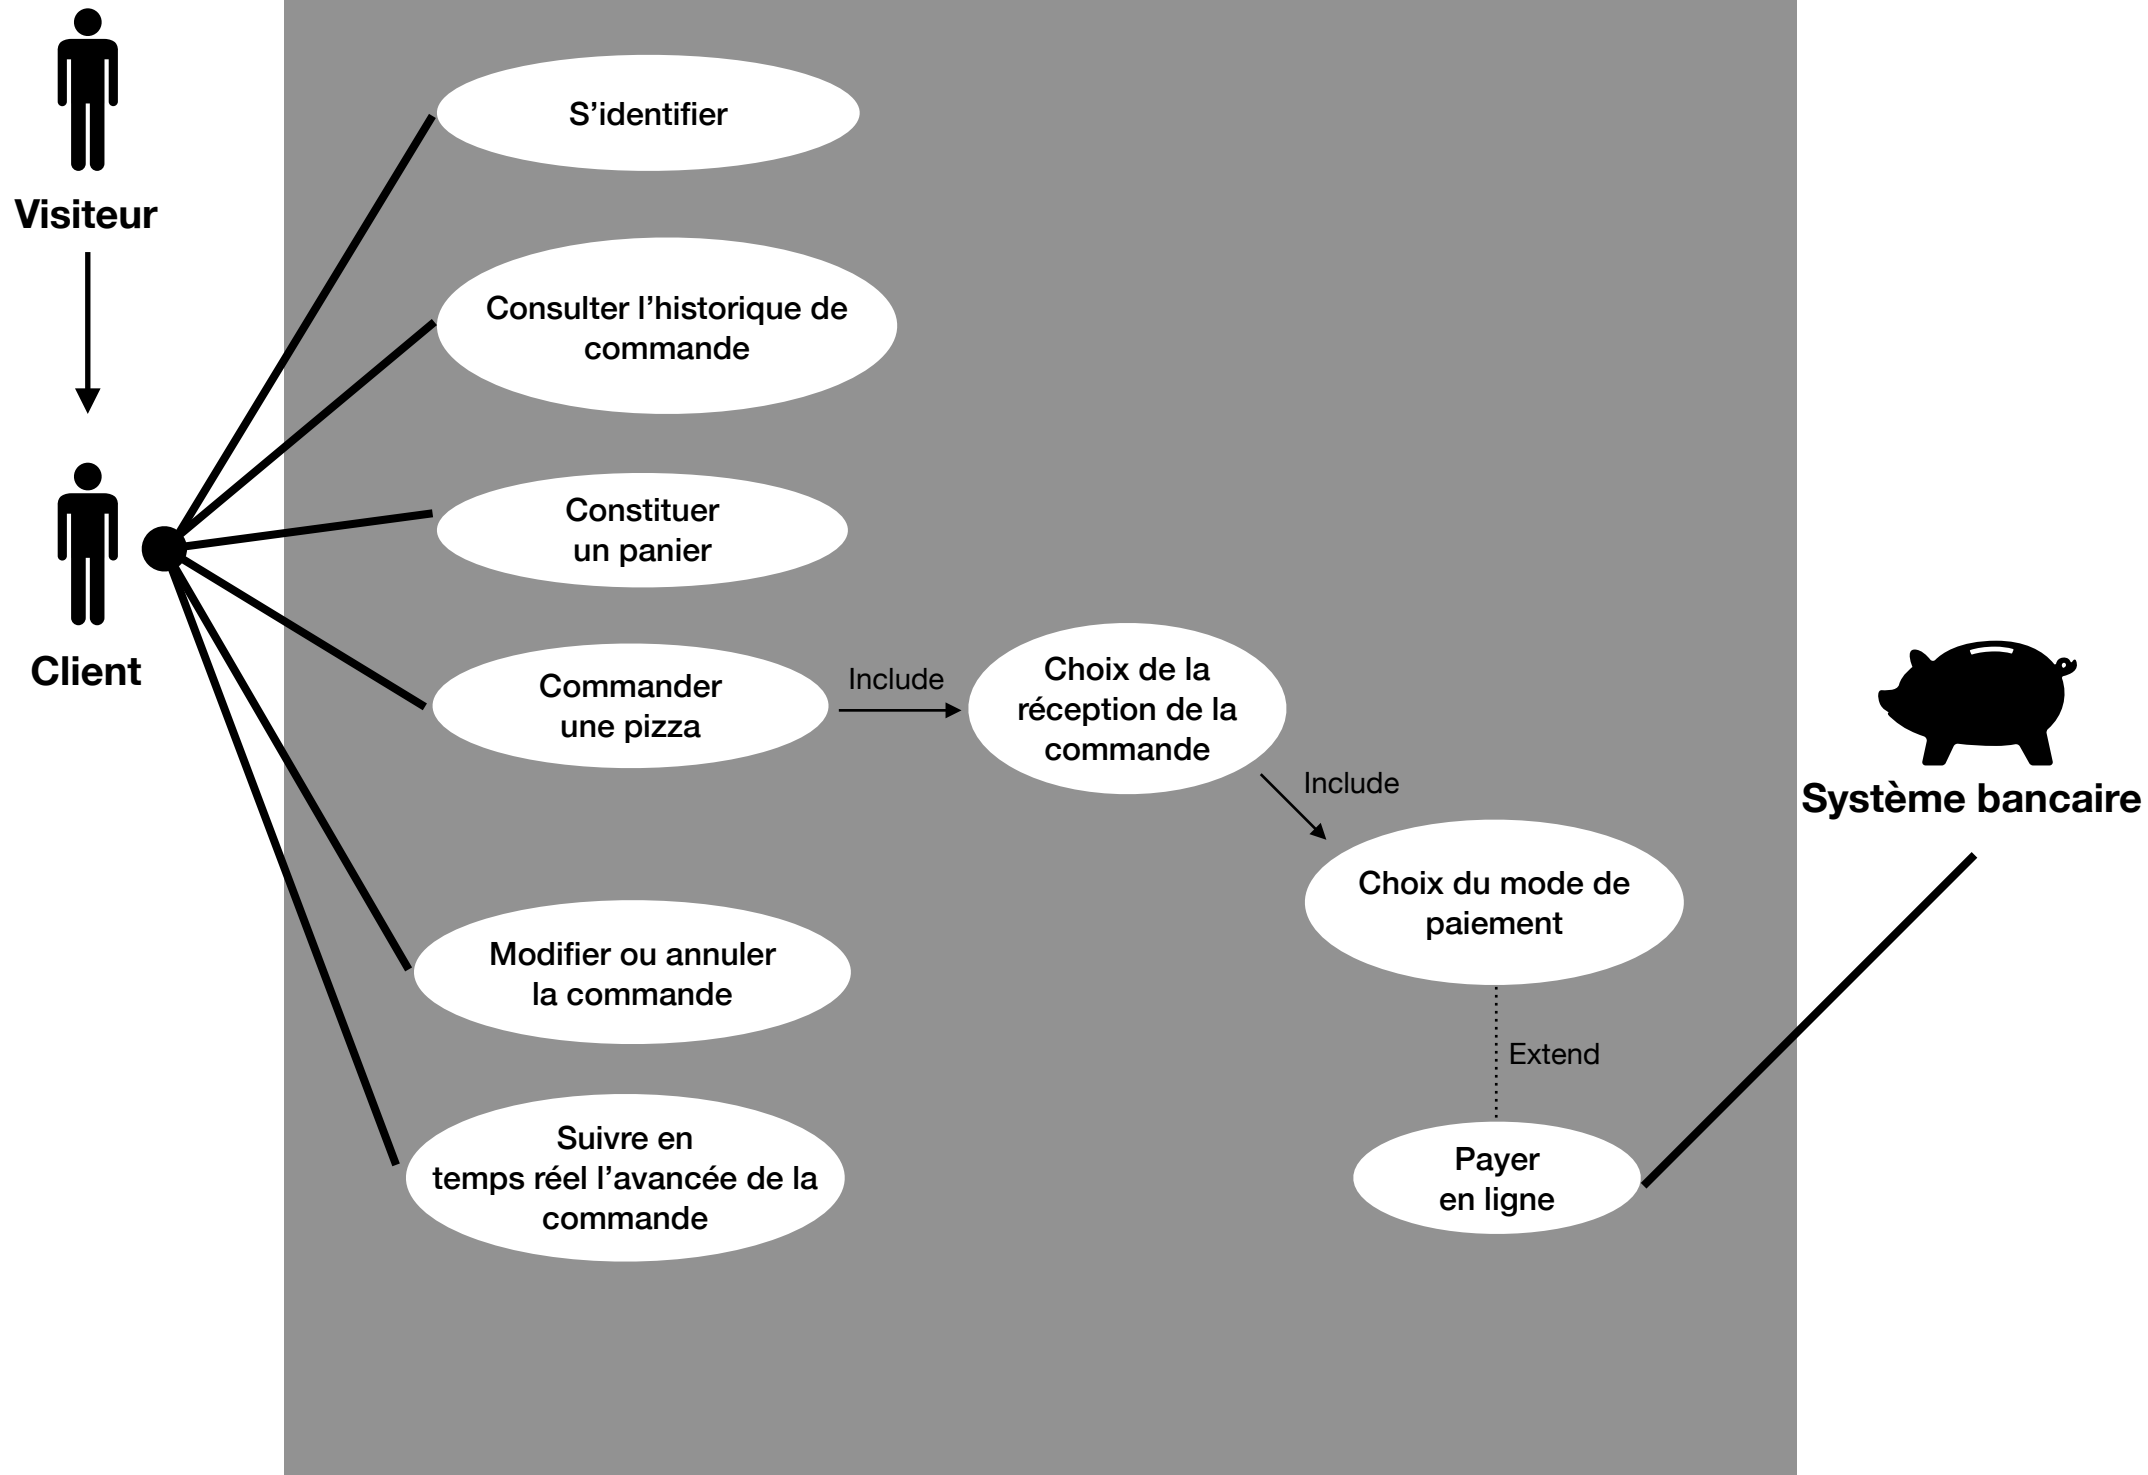 S’identifier
Visiteur
Consulter l’historique de
commande
Constituer
un panier
Client
Commander
une pizza
Include
Choix de la
réception de la
commande
Include
Système bancaire
Choix du mode de
paiement
Modifier ou annuler
la commande
Extend
Suivre en
temps réel l’avancée de la
commande
Payer
en ligne